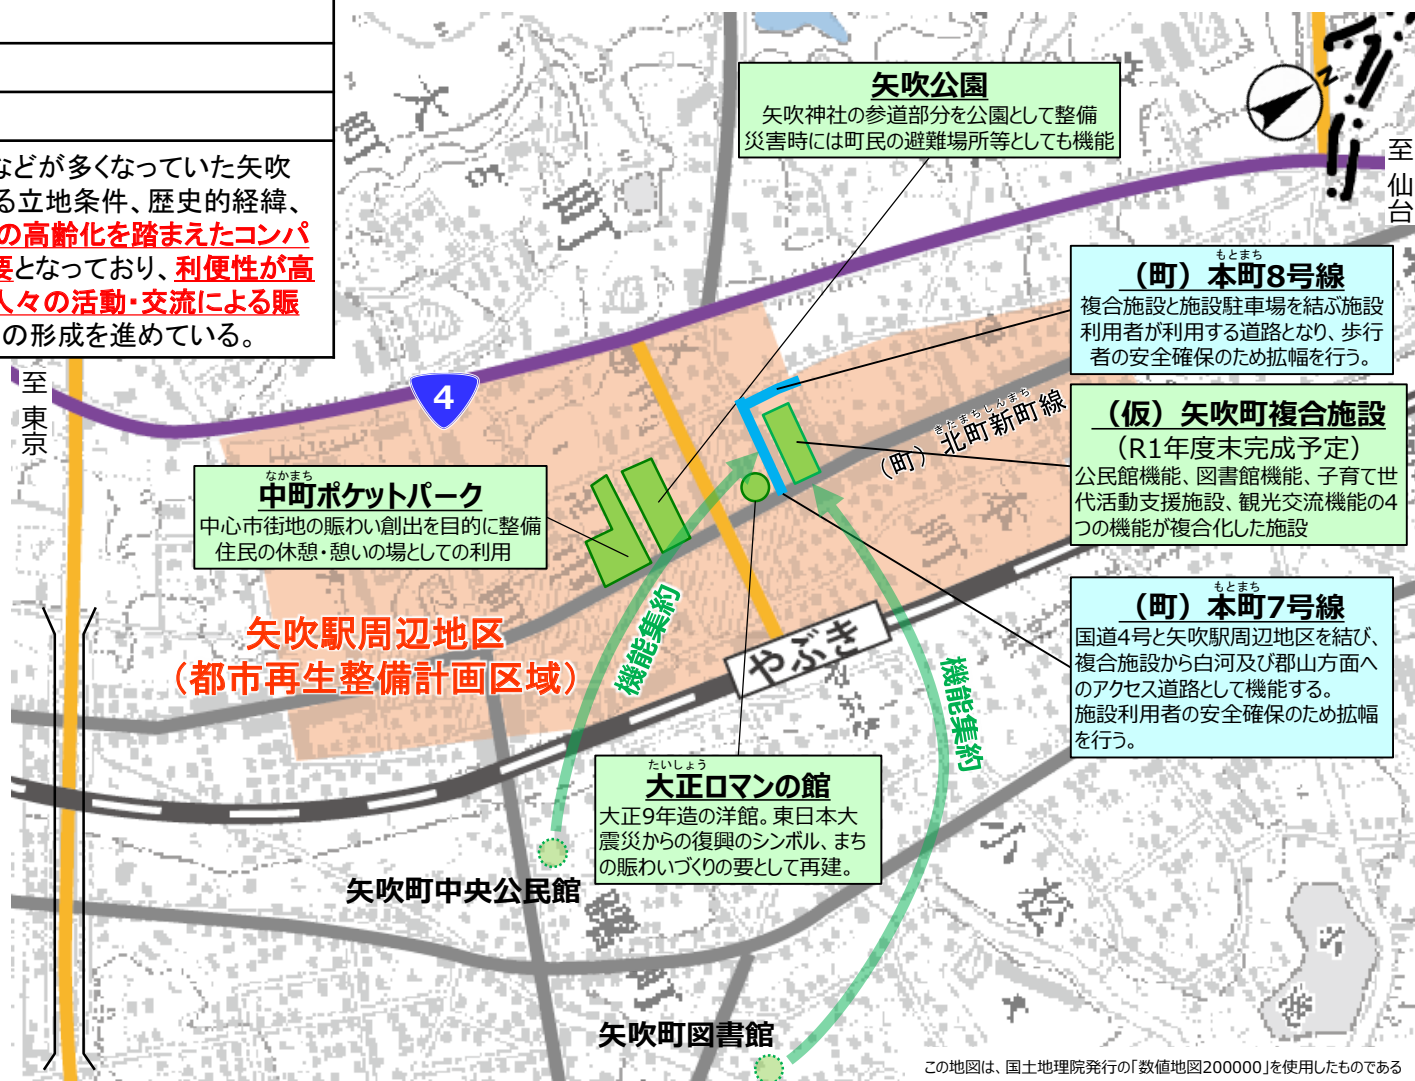 などが多くなっていた矢吹
る立地条件、歴史的経緯、
の高齢化を踏まえたコンパ
要となっており、利便性が高
人々の活動・交流による賑
の形成を進めている。
矢吹公園
矢吹神社の参道部分を公園として整備
災害時には町民の避難場所等としても機能
N
至仙台
至東京
4
もとまち
（町）本町8号線
複合施設と施設駐車場を結ぶ施設
利用者が利用する道路となり、歩行
者の安全確保のため拡幅を行う。
きたまちしんまち
（町）北町新町線
（仮）矢吹町複合施設
（R1年度末完成予定）
公民館機能、図書館機能、子育て世
代活動支援施設、観光交流機能の4
つの機能が複合化した施設
なかまち
中町ポケットパーク
中心市街地の賑わい創出を目的に整備
住民の休憩・憩いの場としての利用
もとまち
（町）本町7号線
国道4号と矢吹駅周辺地区を結び、
複合施設から白河及び郡山方面へ
のアクセス道路として機能する。
施設利用者の安全確保のため拡幅
を行う。
矢吹駅周辺地区
（都市再生整備計画区域）
機能集約
やぶき
機能集約
たいしょう
大正ロマンの館
大正9年造の洋館。東日本大
震災からの復興のシンボル、まち
の賑わいづくりの要として再建。
矢吹町中央公民館
矢吹町図書館
この地図は、国土地理院発行の「数値地図200000」を使用したものである